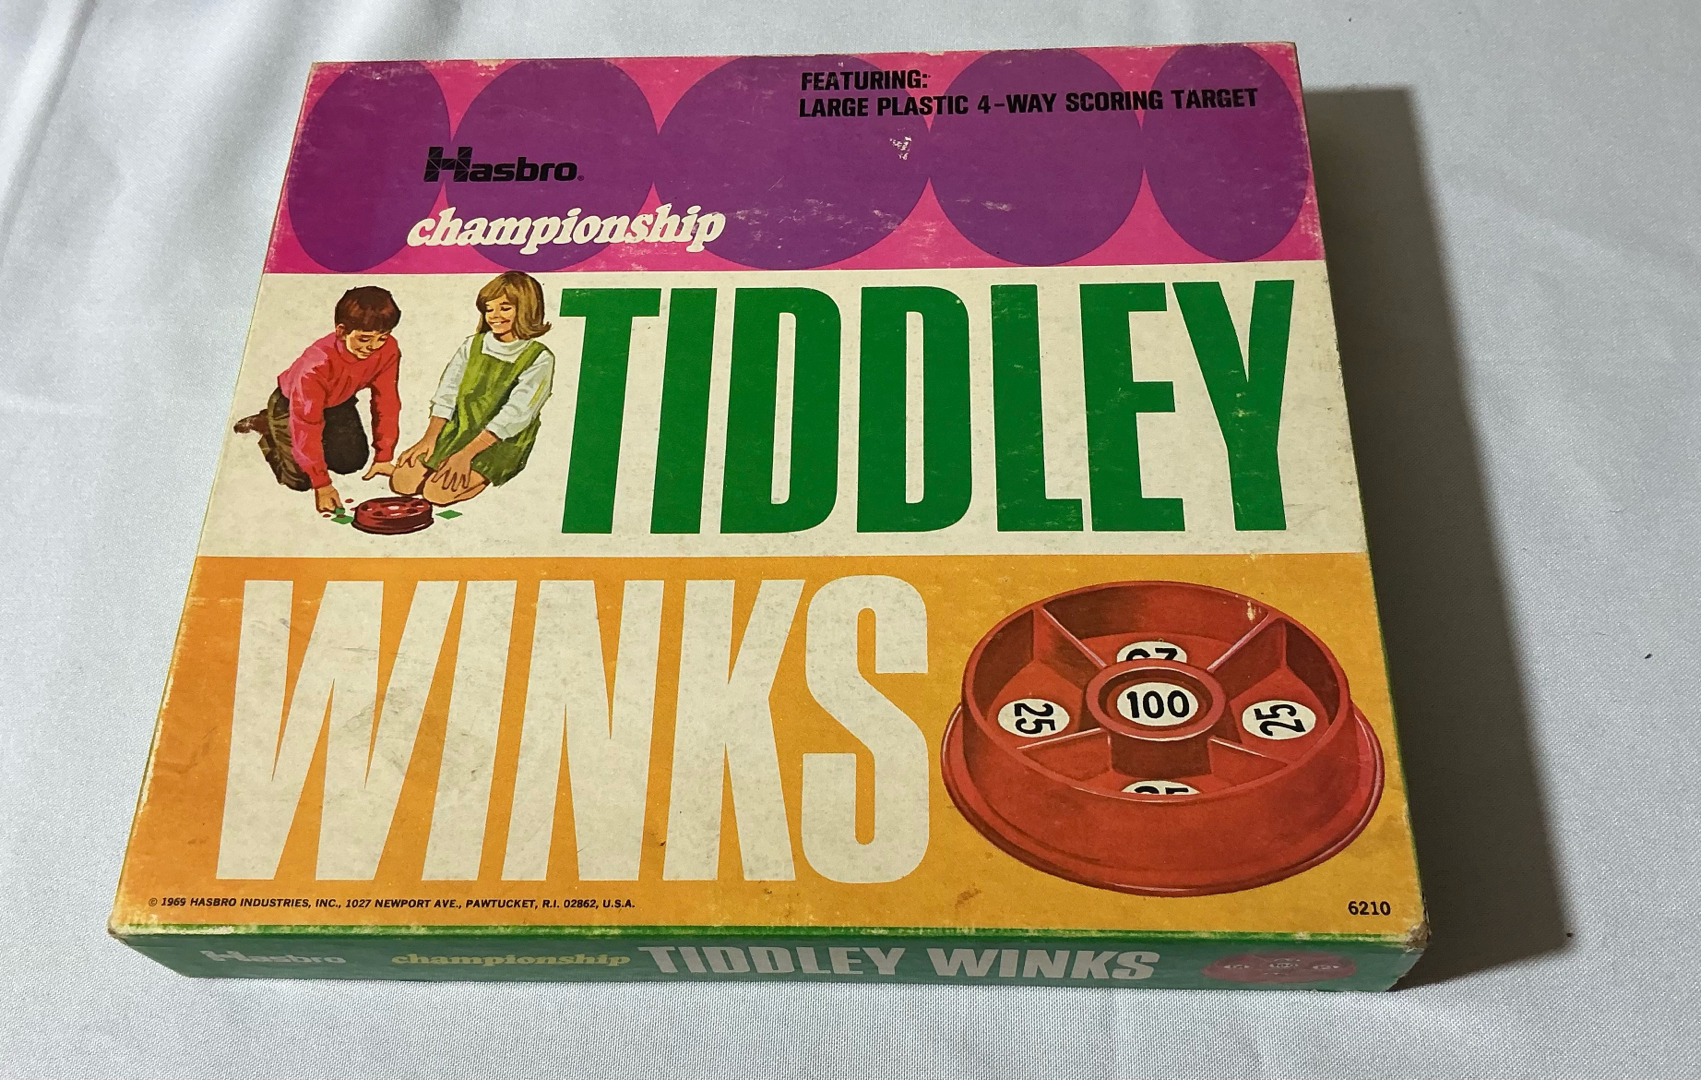 FEATURING:
LARGE PLASTIC 4-WAY SCORING TARGET
Hasbro®
championship
TIDDLEY
WINKS
100
25
25
© 1969 HASBRO INDUSTRIES, INC., 1027 NEWPORT AVE., PAWTUCKET, R.I. 02862, U.S.A.
6210
Hasbro championship TIDDLEY WINKS